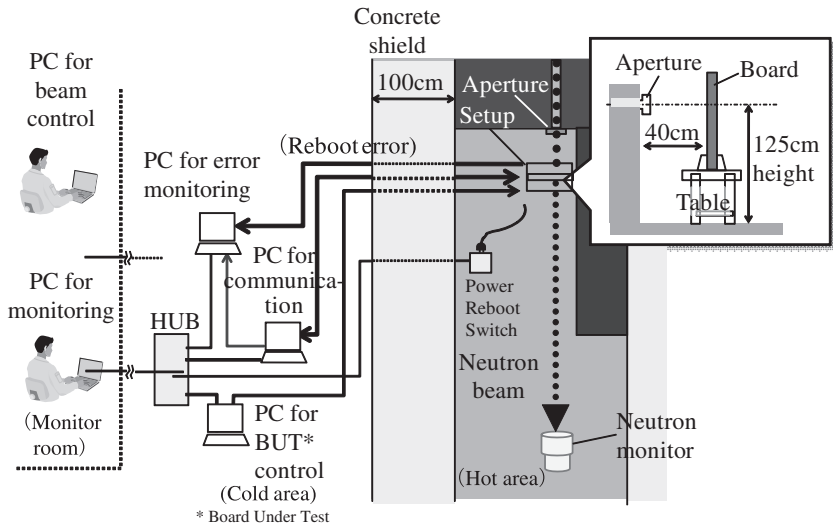 Concrete
shield
PC for
beam
control
100cm
Aperture
Setup
Aperture
Board
40cm
125cm
height
Table
(Reboot error)
PC for error
monitoring
PC for
communica-
tion
PC for
monitoring
HUB
Power
Reboot
Switch
Neutron
beam
(Monitor
room)
PC for
BUT*
control
(Cold area)
* Board Under Test
Neutron
monitor
(Hot area)